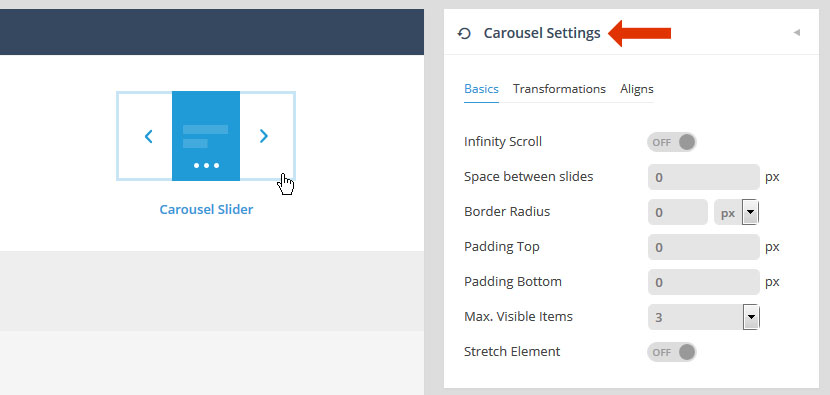 Carousel Slider
Carousel Settings
Basics Transformations Aligns
Infinity Scroll OFF
Space between slides 0 px
Border Radius 0 px
Padding Top 0 px
Padding Bottom 0 px
Max. Visible Items 3
Stretch Element OFF